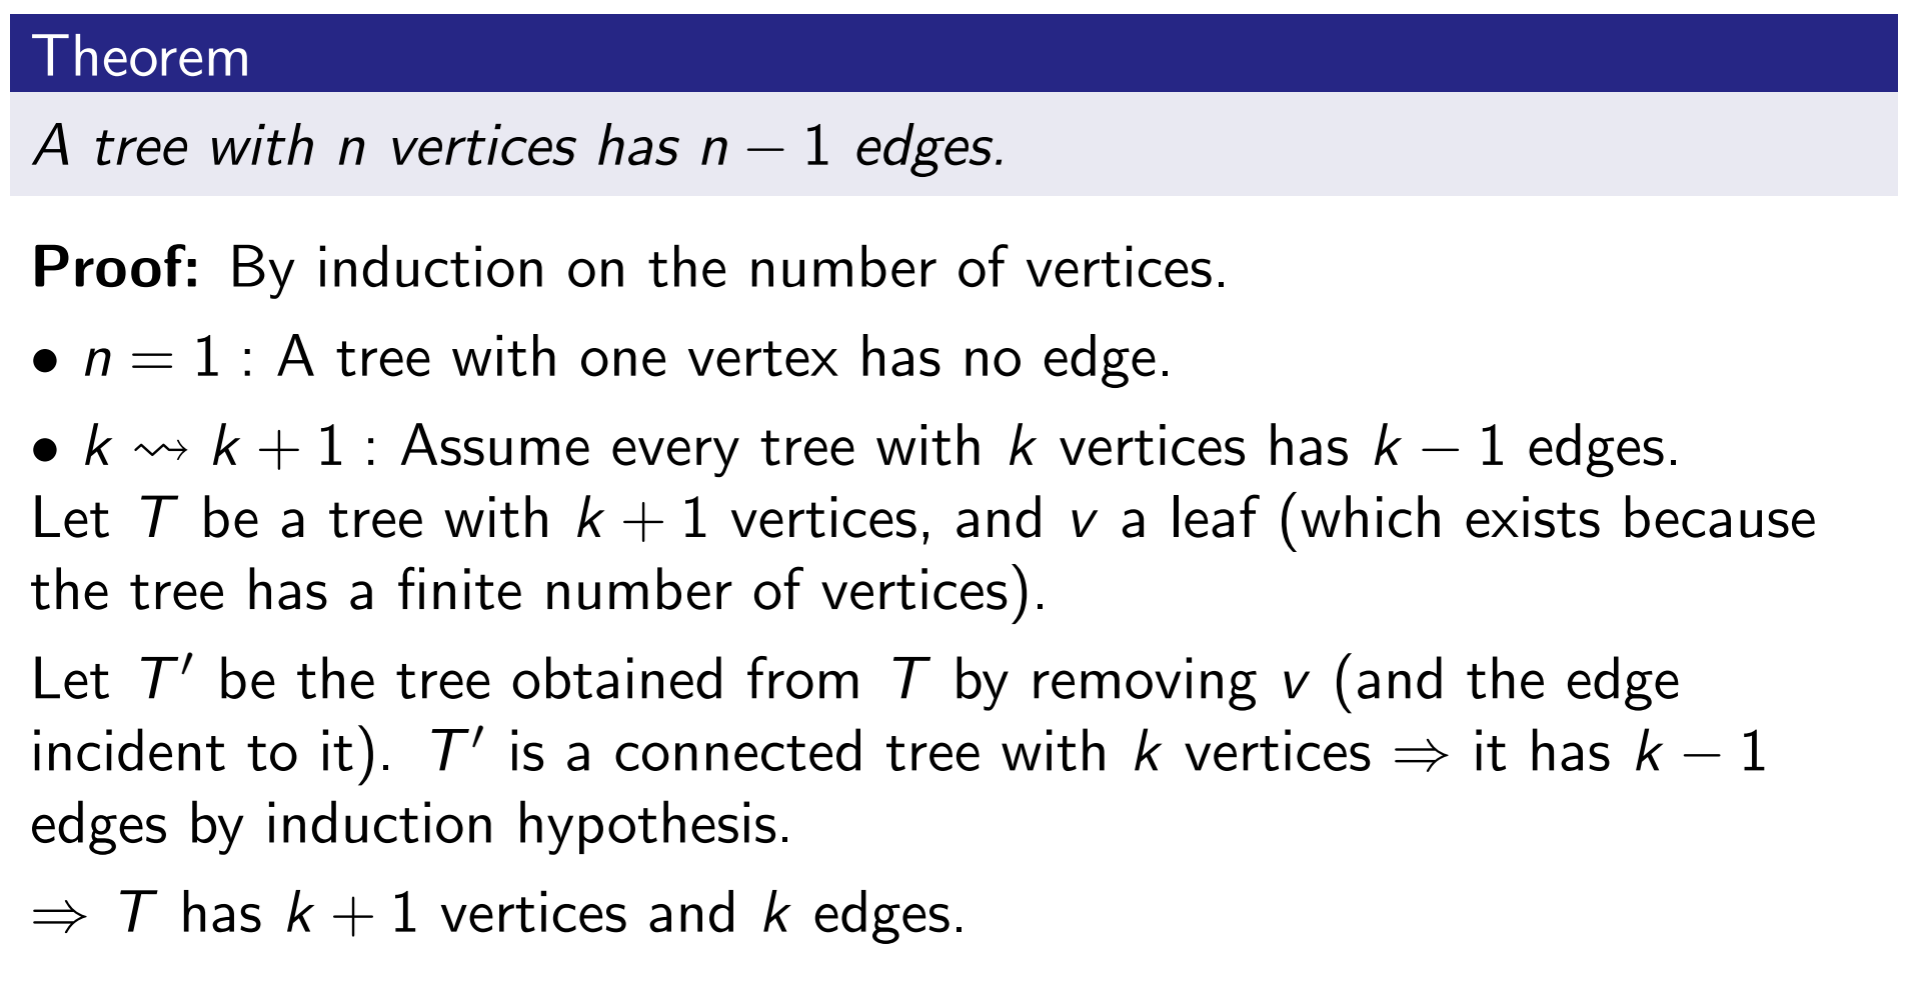 Theorem
A tree with n vertices has n − 1 edges.
Proof: By induction on the number of vertices.
• n = 1 : A tree with one vertex has no edge.
• k ⇝ k + 1 : Assume every tree with k vertices has k − 1 edges.
Let T be a tree with k + 1 vertices, and v a leaf (which exists because
the tree has a finite number of vertices).
Let T′ be the tree obtained from T by removing v (and the edge
incident to it). T′ is a connected tree with k vertices ⇒ it has k − 1
edges by induction hypothesis.
⇒ T has k + 1 vertices and k edges.